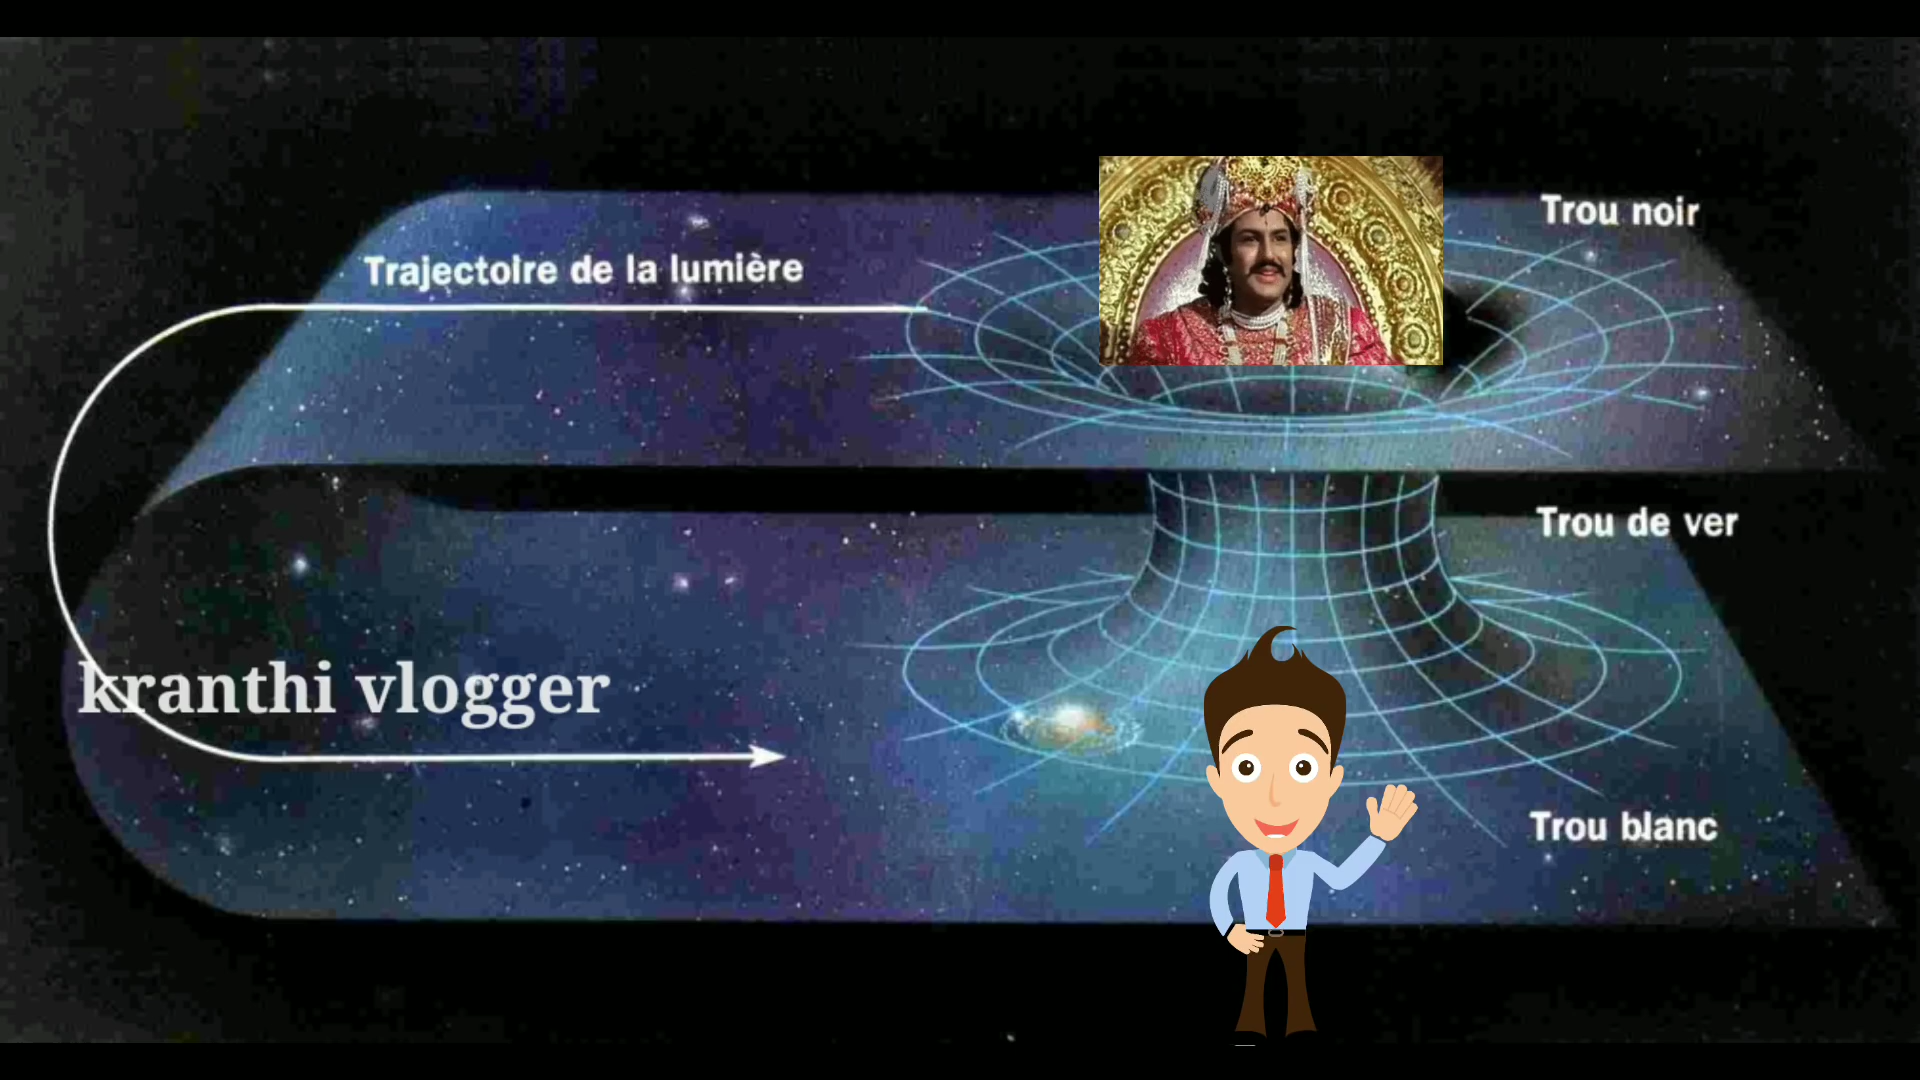 Trou noir
Trajectoire de la lumière
Trou de ver
kranthi vlogger
Trou blanc